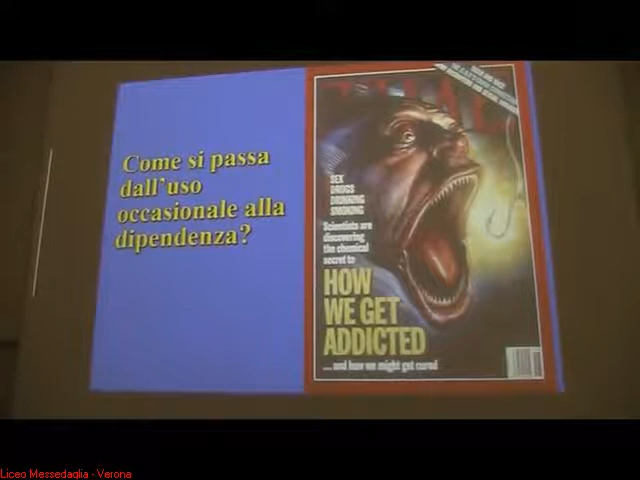 Come si passa
dall'uso
occasionale alla
dipendenza?
TIME
SEX
DRUGS
DRINKING
SMOKING
Scientists are
discovering
the chemical
secret to
HOW
WE GET
ADDICTED
... and how we might get cured
Liceo Messedaglia - Verona